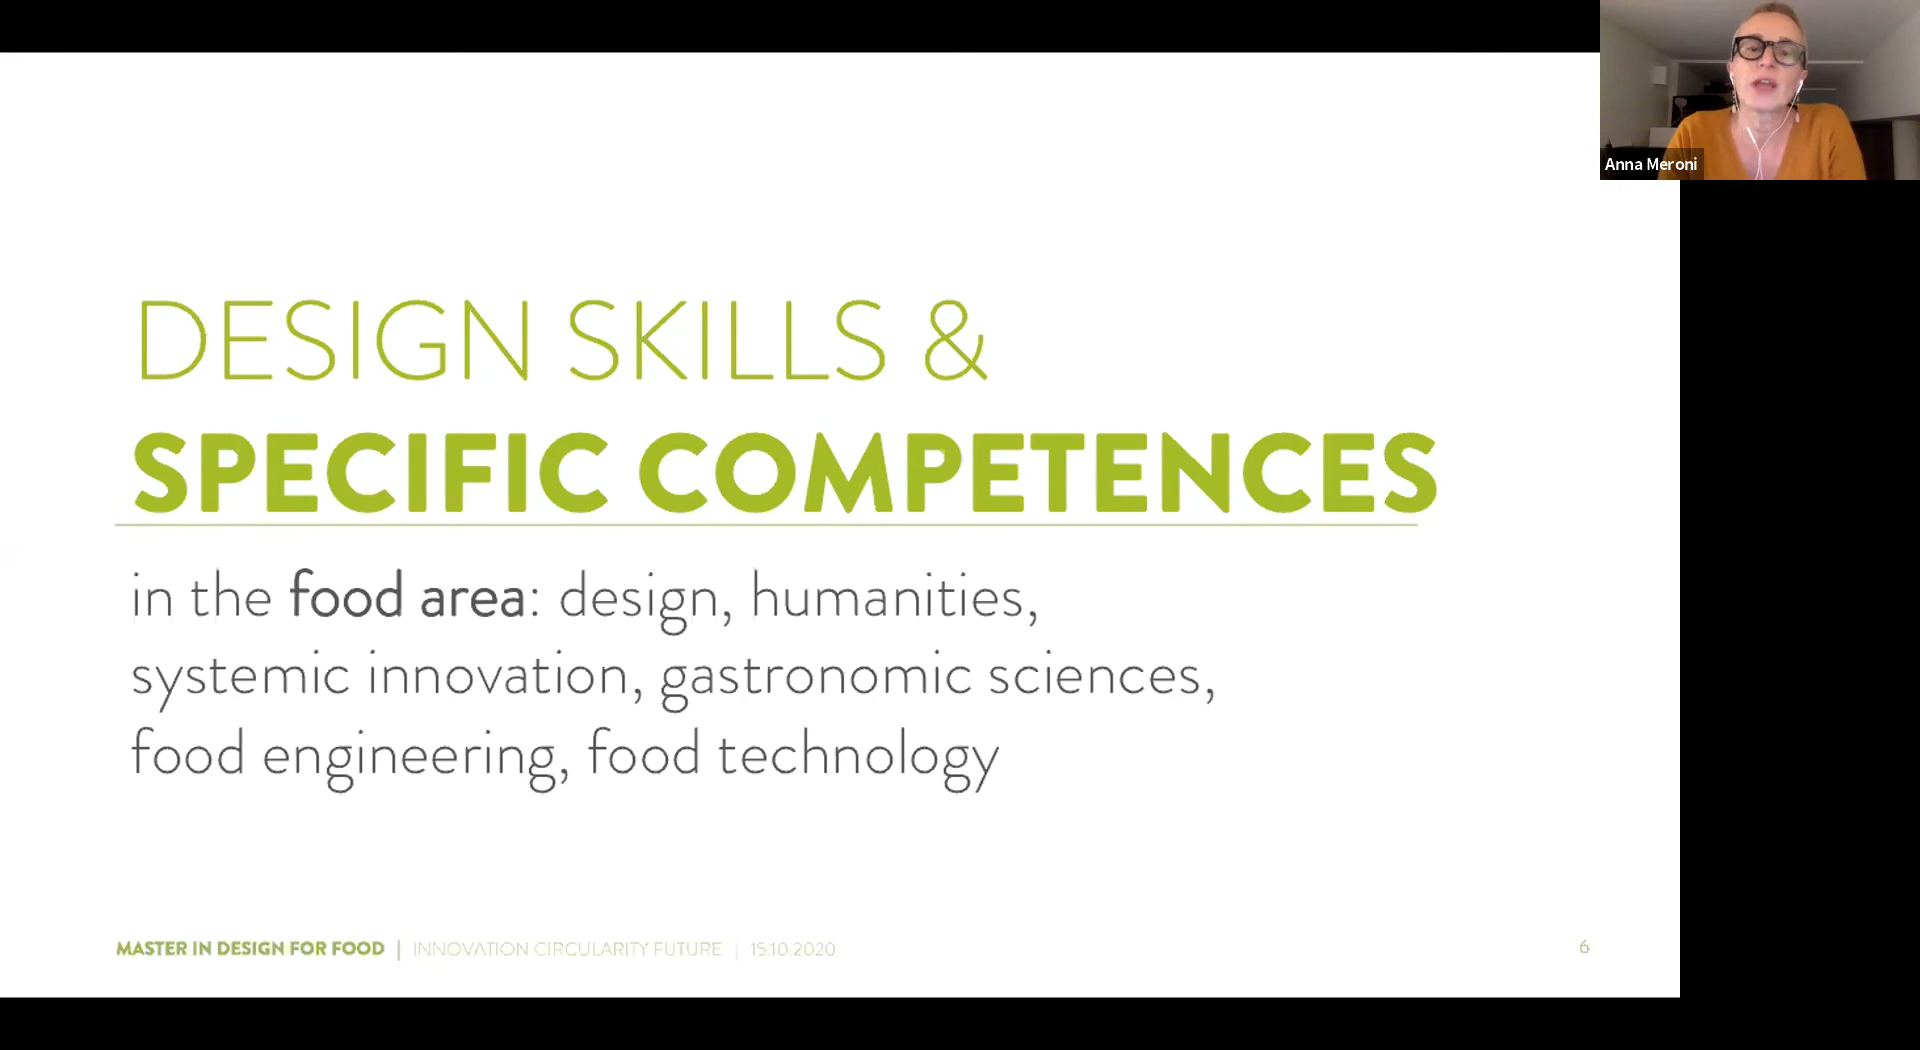 Anna Meroni
DESIGN SKILLS &
SPECIFIC COMPETENCES
in the food area: design, humanities,
systemic innovation, gastronomic sciences,
food engineering, food technology
MASTER IN DESIGN FOR FOOD | INNOVATION CIRCULARITY FUTURE | 15.10.2020
6